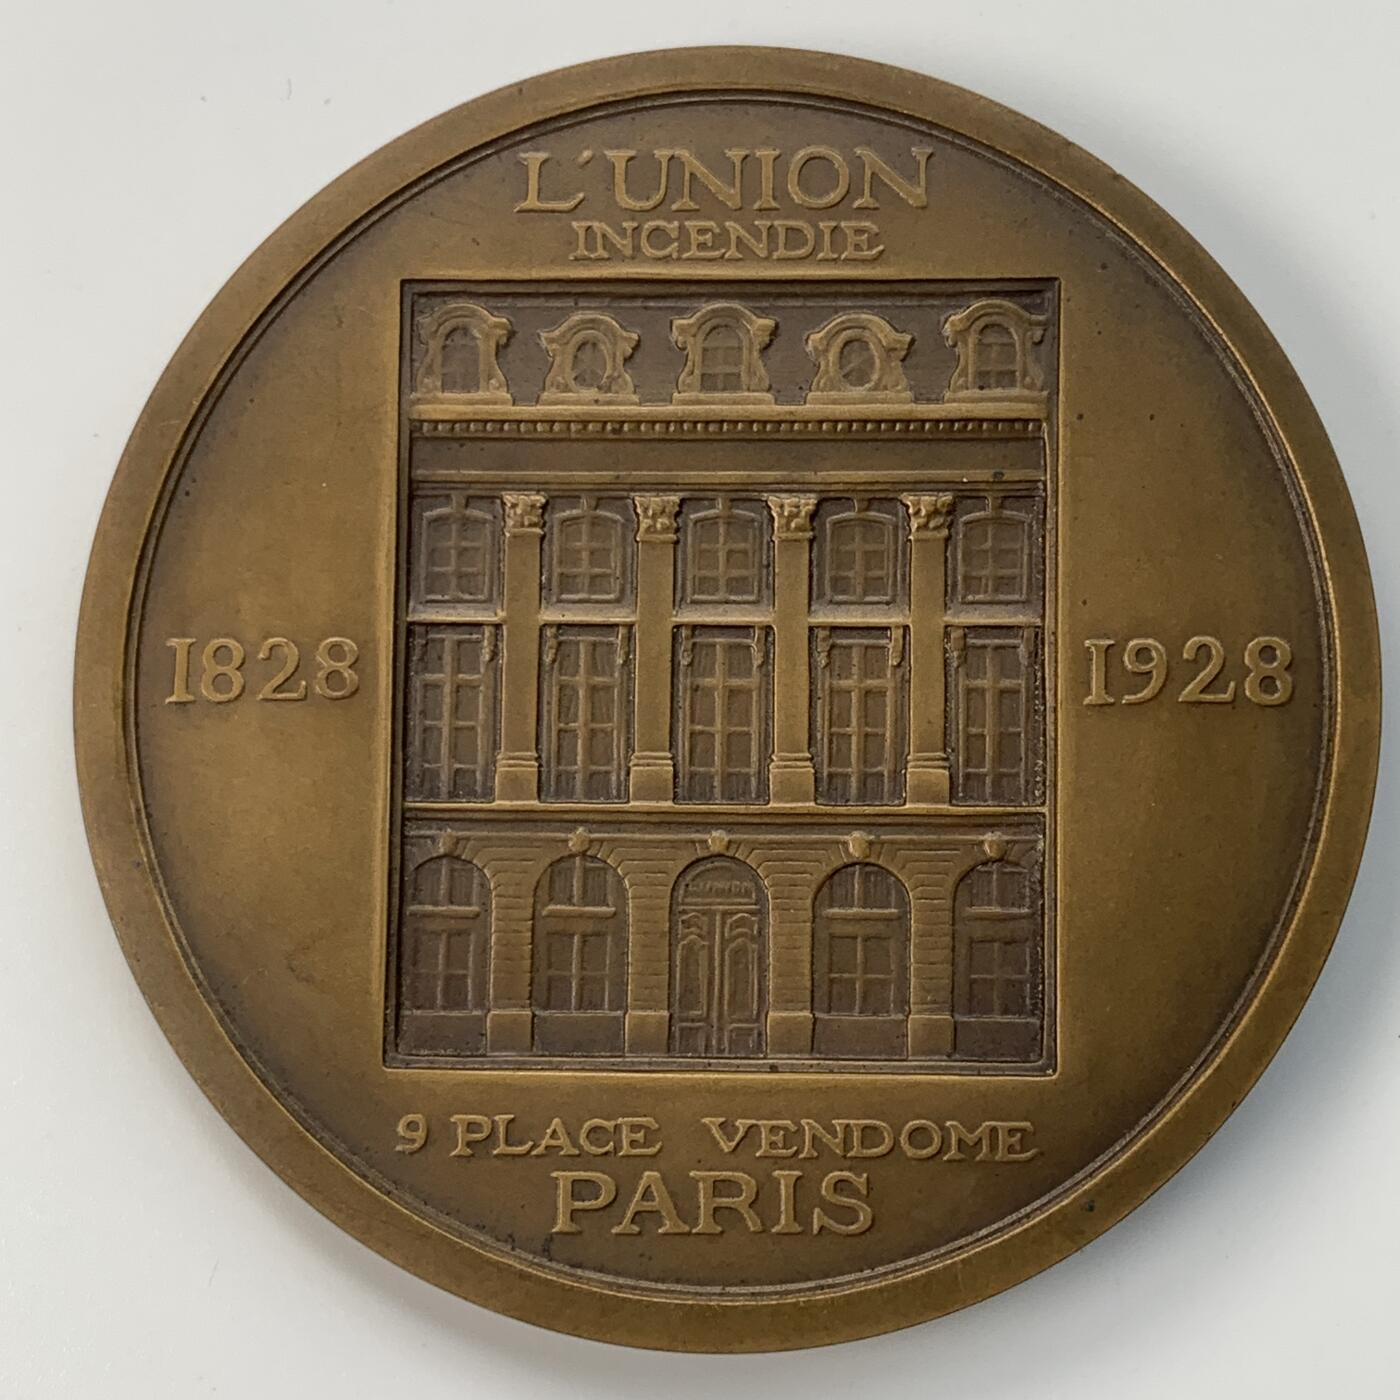 L'UNION
INCENDIE
1828
1928
9 PLACE VENDOME
PARIS